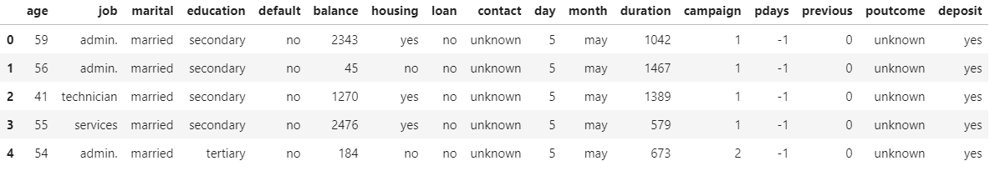 age job marital education default balance housing loan contact day month duration campaign pdays previous poutcome deposit
0 59 admin. married secondary no 2343 yes no unknown 5 may 1042 1 -1 0 unknown yes
1 56 admin. married secondary no 45 no no unknown 5 may 1467 1 -1 0 unknown yes
2 41 technician married secondary no 1270 yes no unknown 5 may 1389 1 -1 0 unknown yes
3 55 services married secondary no 2476 yes no unknown 5 may 579 1 -1 0 unknown yes
4 54 admin. married tertiary no 184 no no unknown 5 may 673 2 -1 0 unknown yes